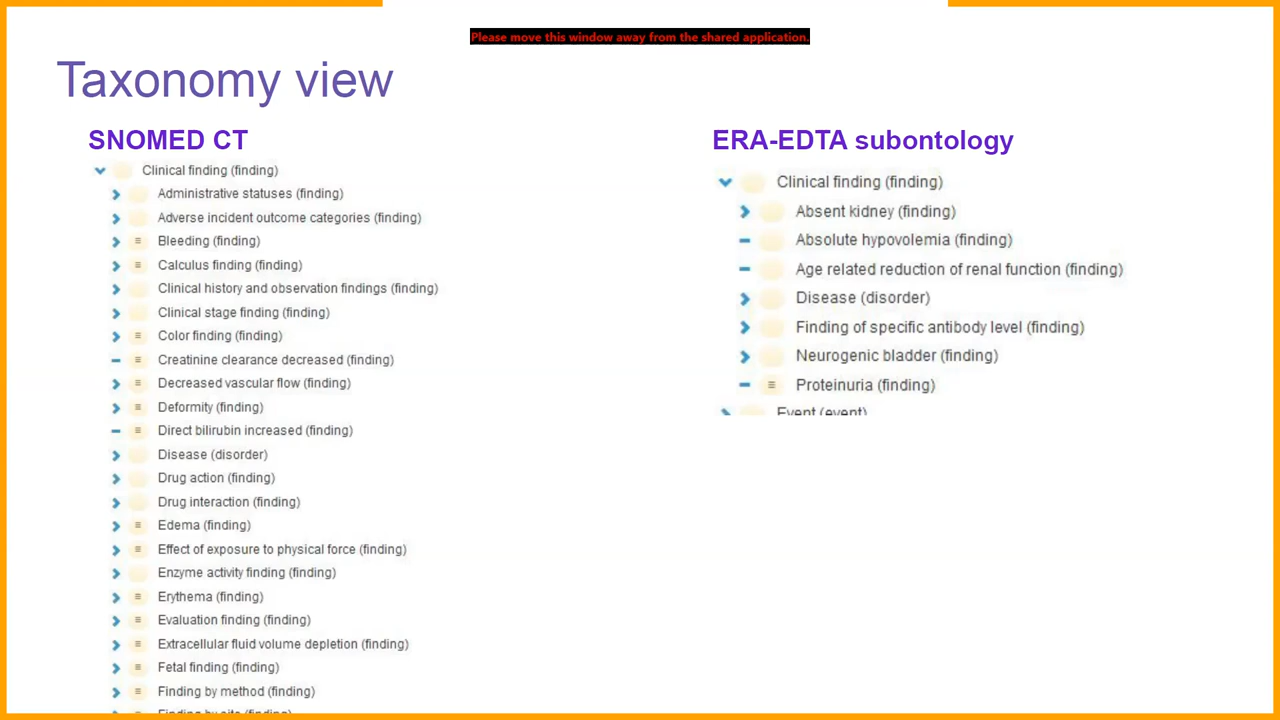 Please move this window away from the shared application.
Taxonomy view
SNOMED CT
Clinical finding (finding)
Administrative statuses (finding)
Adverse incident outcome categories (finding)
Bleeding (finding)
Calculus finding (finding)
Clinical history and observation findings (finding)
Clinical stage finding (finding)
Color finding (finding)
Creatinine clearance decreased (finding)
Decreased vascular flow (finding)
Deformity (finding)
Direct bilirubin increased (finding)
Disease (disorder)
Drug action (finding)
Drug interaction (finding)
Edema (finding)
Effect of exposure to physical force (finding)
Enzyme activity finding (finding)
Erythema (finding)
Evaluation finding (finding)
Extracellular fluid volume depletion (finding)
Fetal finding (finding)
Finding by method (finding)
Finding by site (finding)
ERA-EDTA subontology
Clinical finding (finding)
Absent kidney (finding)
Absolute hypovolemia (finding)
Age related reduction of renal function (finding)
Disease (disorder)
Finding of specific antibody level (finding)
Neurogenic bladder (finding)
Proteinuria (finding)
Event (event)